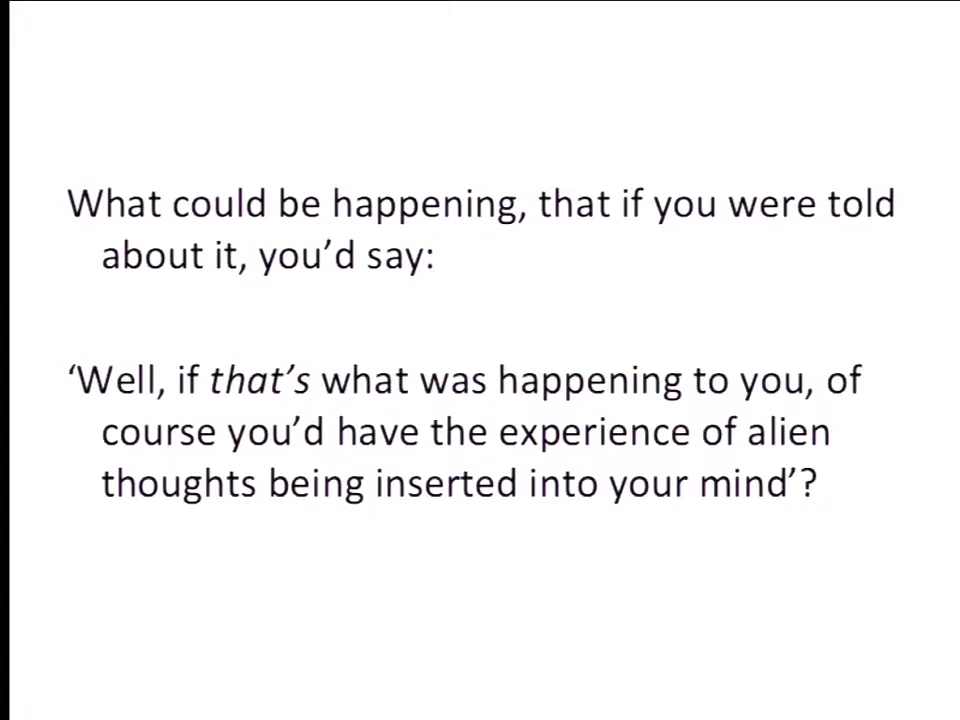 What could be happening, that if you were told
about it, you’d say:
‘Well, if that’s what was happening to you, of
course you’d have the experience of alien
thoughts being inserted into your mind’?